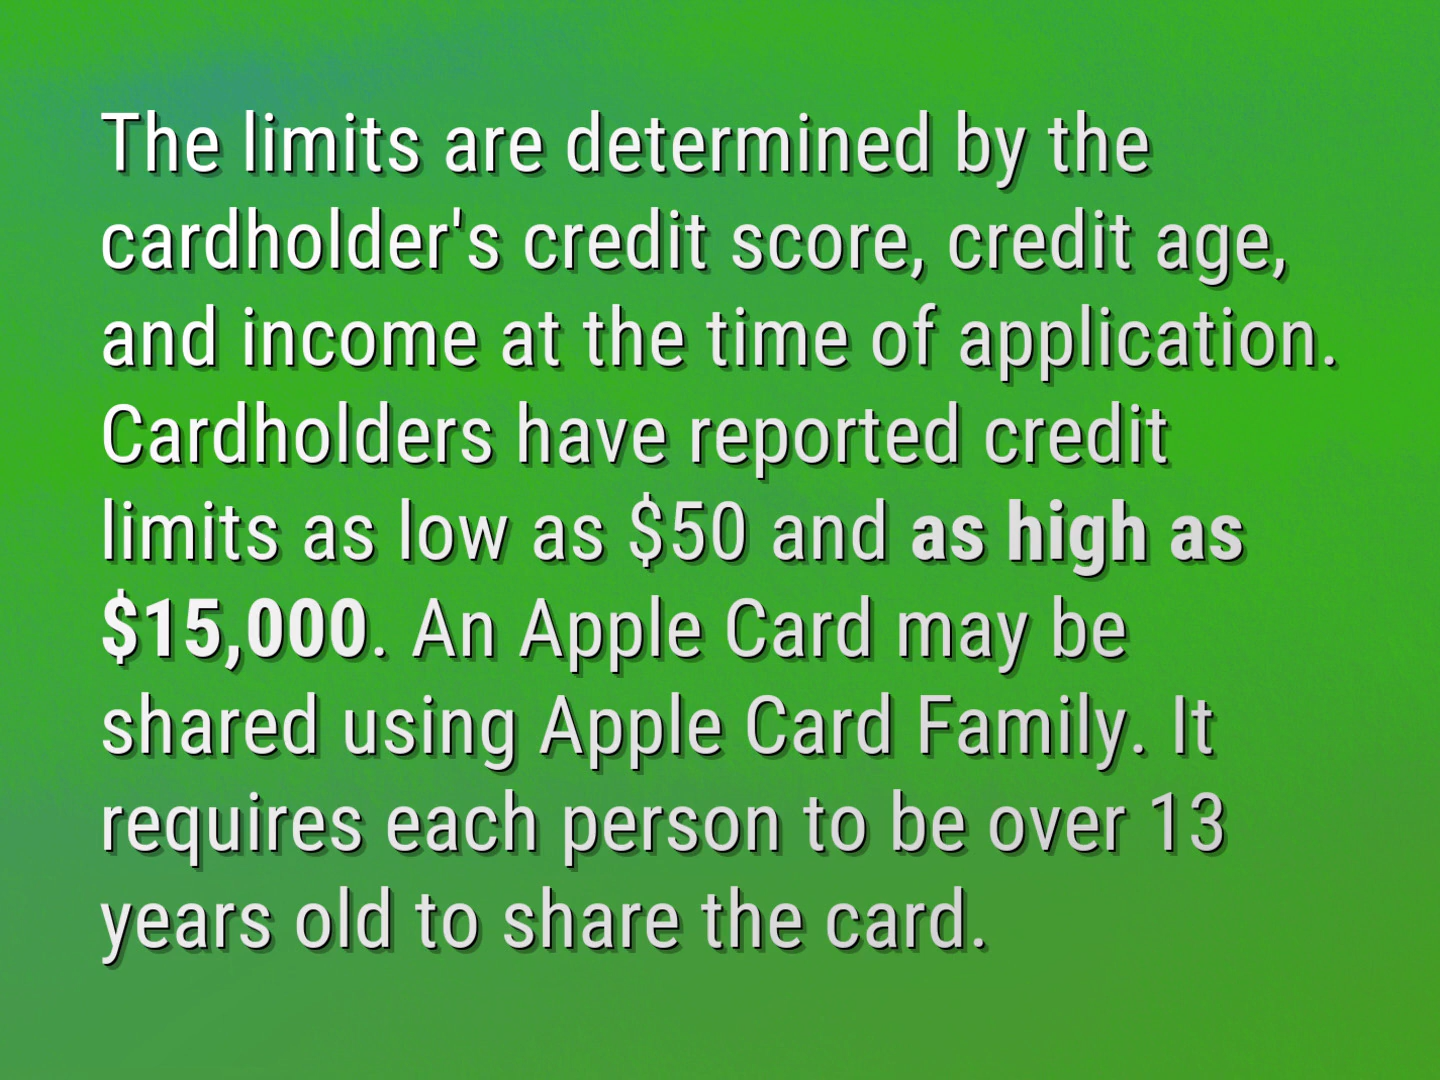 The limits are determined by the
cardholder's credit score, credit age,
and income at the time of application.
Cardholders have reported credit
limits as low as $50 and as high as
$15,000. An Apple Card may be
shared using Apple Card Family. It
requires each person to be over 13
years old to share the card.